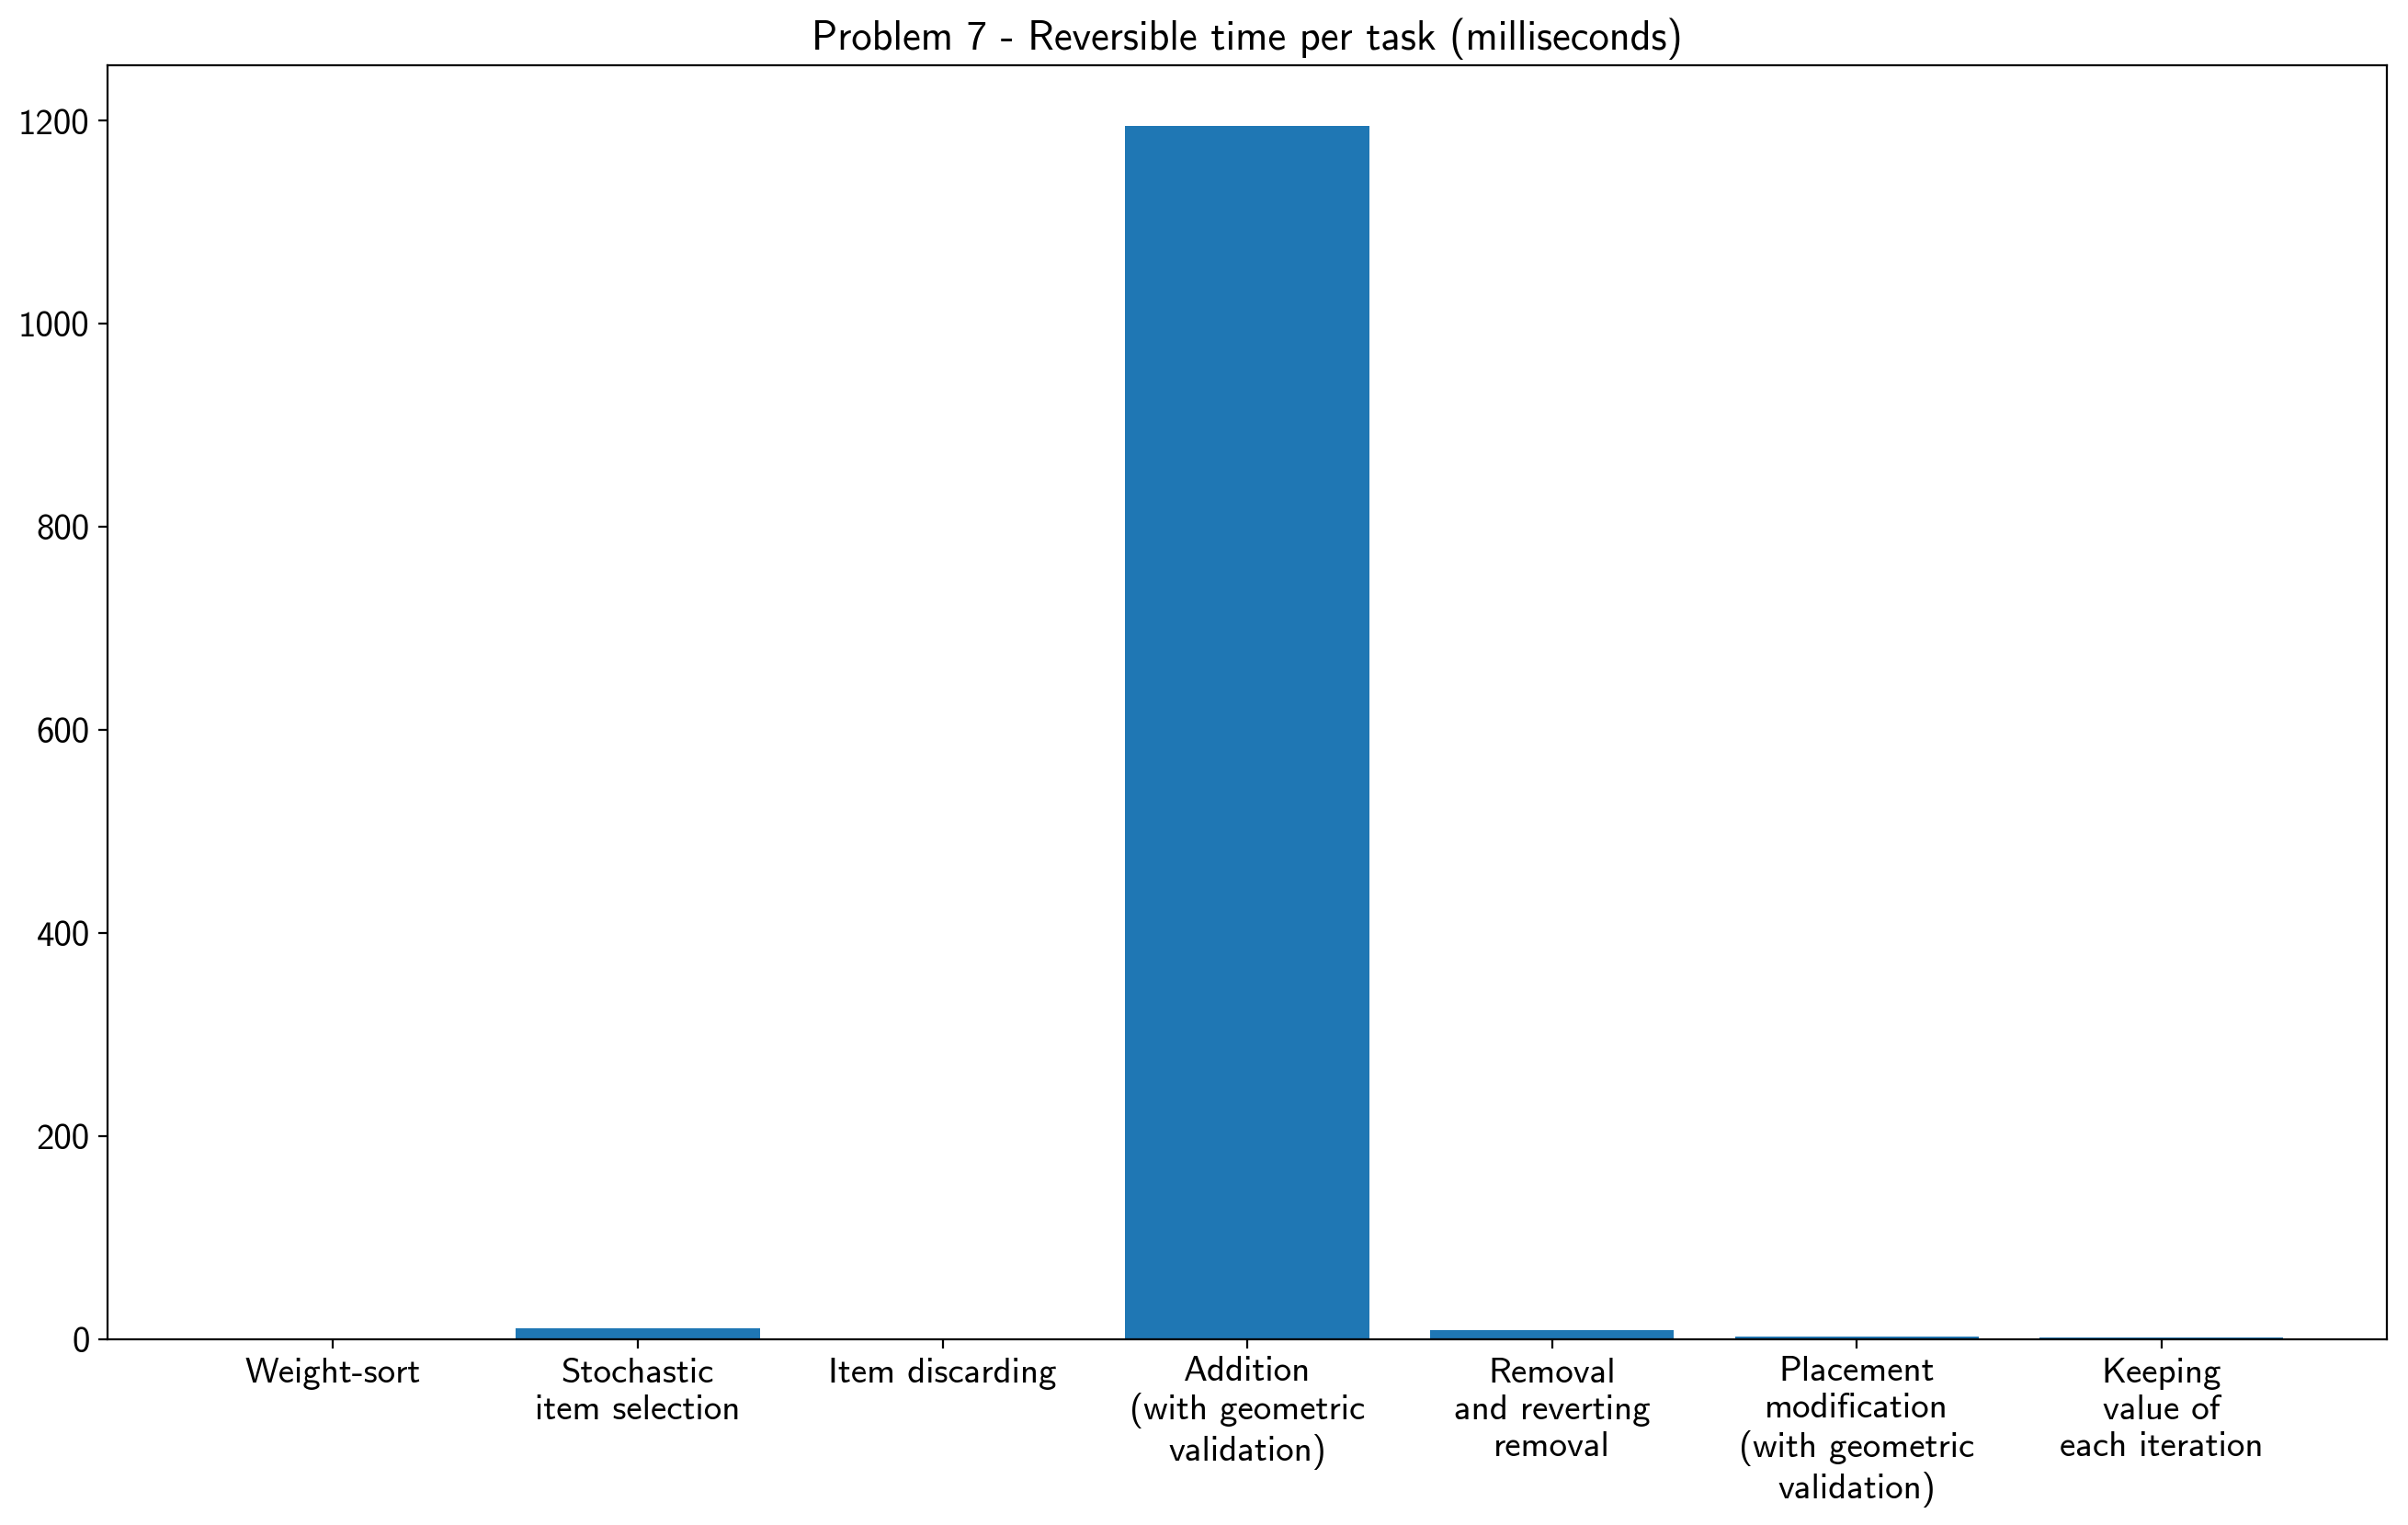 Problem 7 - Reversible time per task (milliseconds)
1200
1000
800
600
400
200
0
Weight-sort
Stochastic
item selection
Item discarding
Addition
(with geometric
validation)
Removal
and reverting
removal
Placement
modification
(with geometric
validation)
Keeping
value of
each iteration